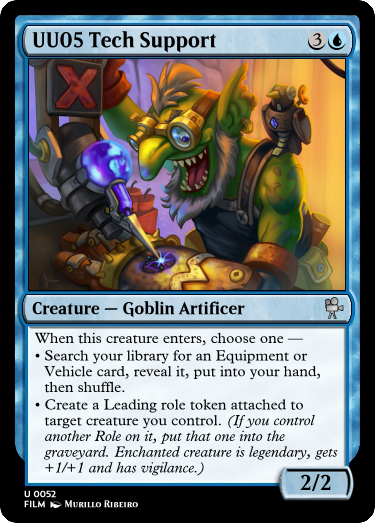 UU05 Tech Support 3
Creature — Goblin Artificer
When this creature enters, choose one —
• Search your library for an Equipment or
Vehicle card, reveal it, put into your hand,
then shuffle.
• Create a Leading role token attached to
target creature you control. (If you control
another Role on it, put that one into the
graveyard. Enchanted creature is legendary, gets
+1/+1 and has vigilance.)
2/2
U 0052
FILM Murillo Ribeiro